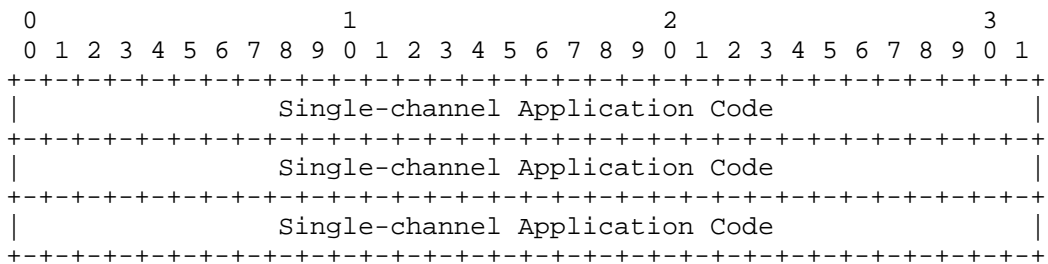 0                   1                   2                   3
 0 1 2 3 4 5 6 7 8 9 0 1 2 3 4 5 6 7 8 9 0 1 2 3 4 5 6 7 8 9 0 1
+-+-+-+-+-+-+-+-+-+-+-+-+-+-+-+-+-+-+-+-+-+-+-+-+-+-+-+-+-+-+-+-+
|                Single-channel Application Code                |
+-+-+-+-+-+-+-+-+-+-+-+-+-+-+-+-+-+-+-+-+-+-+-+-+-+-+-+-+-+-+-+-+
|                Single-channel Application Code                |
+-+-+-+-+-+-+-+-+-+-+-+-+-+-+-+-+-+-+-+-+-+-+-+-+-+-+-+-+-+-+-+-+
|                Single-channel Application Code                |
+-+-+-+-+-+-+-+-+-+-+-+-+-+-+-+-+-+-+-+-+-+-+-+-+-+-+-+-+-+-+-+-+